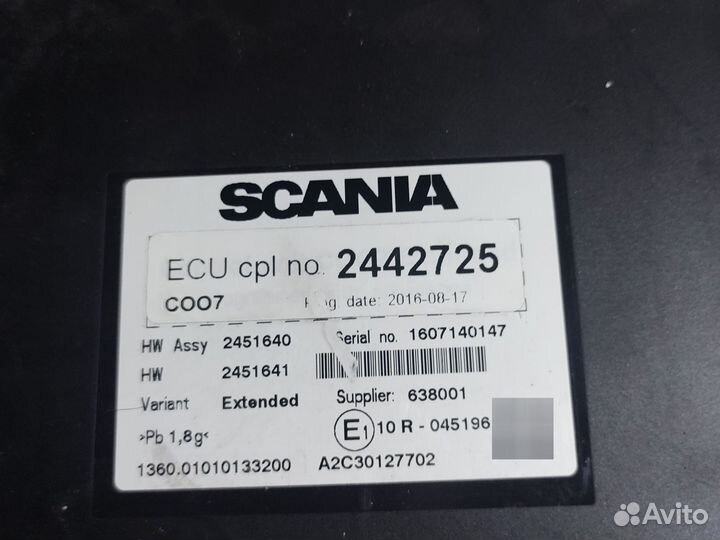 SCANIA
ECU cpl no. 2442725
COO7 date: 2016-08-17
HW Assy 2451640 Serial no. 1607140147
HW 2451641
Variant Extended Supplier: 638001
>Pb 1,8g< E1 10 R - 045196
1360.01010133200 A2C30127702
Avito